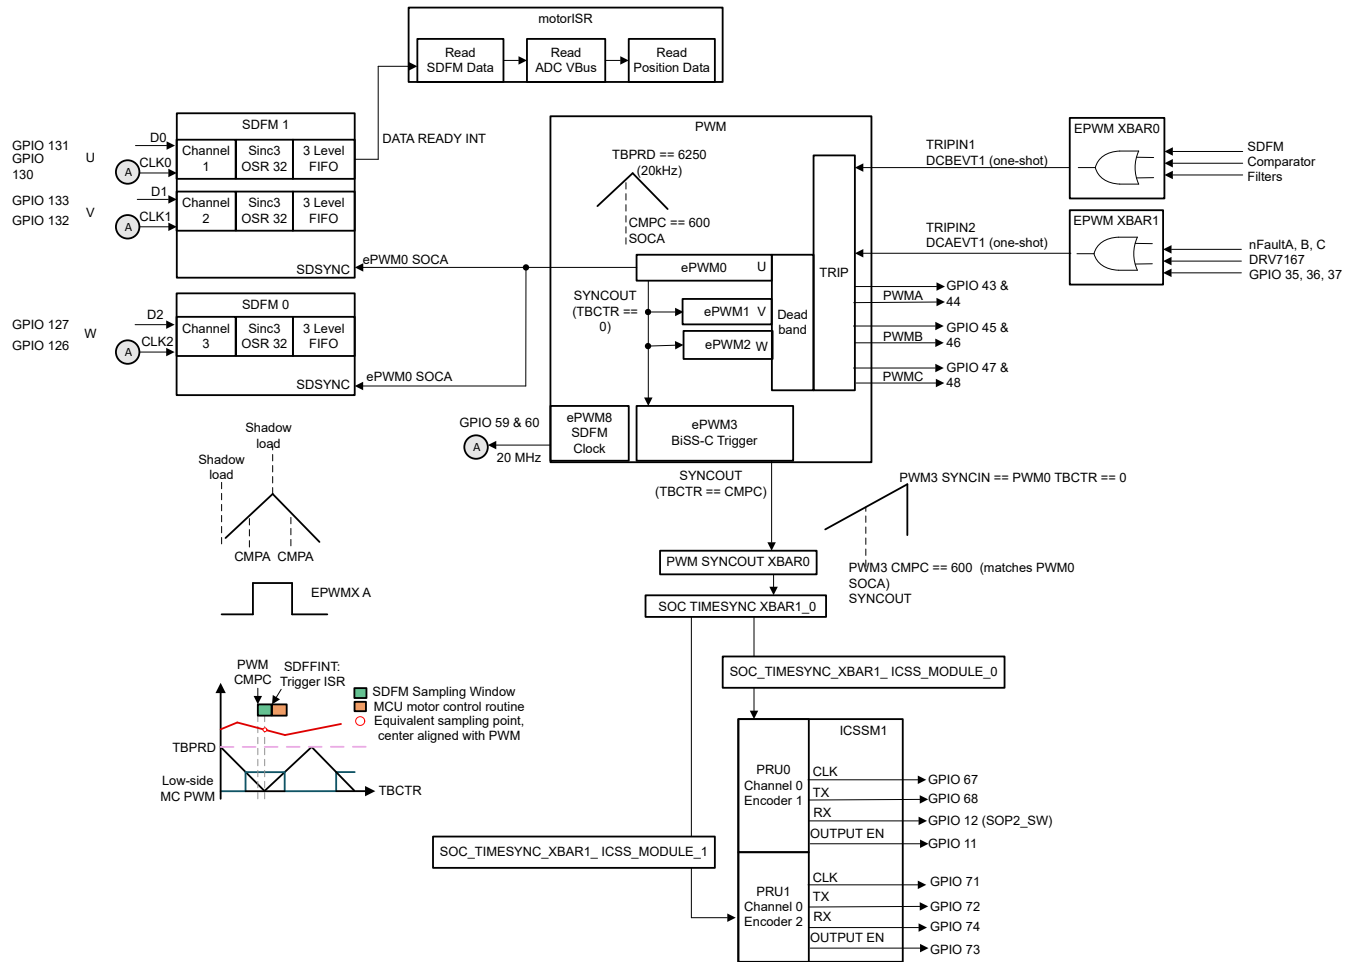 motorISR
Read
SDFM Data
Read
ADC VBus
Read
Position Data
SDFM 1
DATA READY INT
GPIO 131
GPIO
130
U
D0
A
CLK0
Channel
1
Sinc3
OSR 32
3 Level
FIFO
GPIO 133
GPIO 132
V
D1
A
CLK1
Channel
2
Sinc3
OSR 32
3 Level
FIFO
SDSYNC
ePWM0 SOCA
SDFM 0
GPIO 127
GPIO 126
W
D2
A
CLK2
Channel
3
Sinc3
OSR 32
3 Level
FIFO
SDSYNC
ePWM0 SOCA
PWM
TBPRD == 6250
(20kHz)
CMPC == 600
SOCA
ePWM0
U
SYNCOUT
(TBCTR ==
0)
ePWM1
V
ePWM2
W
Dead
band
TRIP
TRIPIN1
DCBEVT1 (one-shot)
EPWM XBAR0
SDFM
Comparator
Filters
TRIPIN2
DCAEVT1 (one-shot)
EPWM XBAR1
nFaultA, B, C
DRV7167
GPIO 35, 36, 37
GPIO 43 &
44
PWMA
GPIO 45 &
46
PWMB
GPIO 47 &
48
PWMC
GPIO 59 & 60
A
20 MHz
ePWM8
SDFM
Clock
ePWM3
BiSS-C Trigger
SYNCOUT
(TBCTR == CMPC)
PWM3 SYNCIN == PWM0 TBCTR == 0
PWM3 CMPC == 600 (matches PWM0
SOCA)
SYNCOUT
Shadow
load
Shadow
load
CMPA
CMPA
EPWMX A
PWM SYNCOUT XBAR0
SOC TIMESYNC XBAR1_0
SOC_TIMESYNC_XBAR1_ ICSS_MODULE_0
PWM
CMPC
SDFFINT:
Trigger ISR
SDFM Sampling Window
MCU motor control routine
Equivalent sampling point,
center aligned with PWM
TBPRD
Low-side
MC PWM
TBCTR
SOC_TIMESYNC_XBAR1_ ICSS_MODULE_1
ICSSM1
PRU0
Channel 0
Encoder 1
CLK
GPIO 67
TX
GPIO 68
RX
GPIO 12 (SOP2_SW)
OUTPUT EN
GPIO 11
PRU1
Channel 0
Encoder 2
CLK
GPIO 71
TX
GPIO 72
RX
GPIO 74
OUTPUT EN
GPIO 73